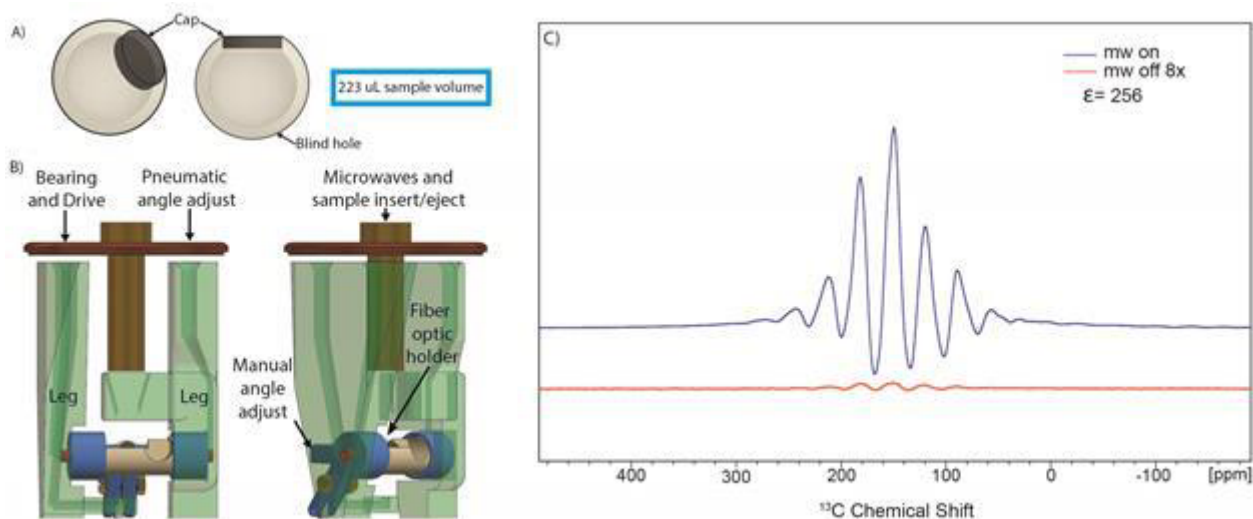 A)
Cap
223 uL sample volume
Blind hole
B)
Bearing
and Drive
Pneumatic
angle adjust
Microwaves and
sample insert/eject
Fiber
optic
holder
Manual
angle
adjust
Leg
Leg
C)
mw on
mw off 8x
Ɛ= 256
400
300
200
100
0
-100
[ppm]
¹³C Chemical Shift